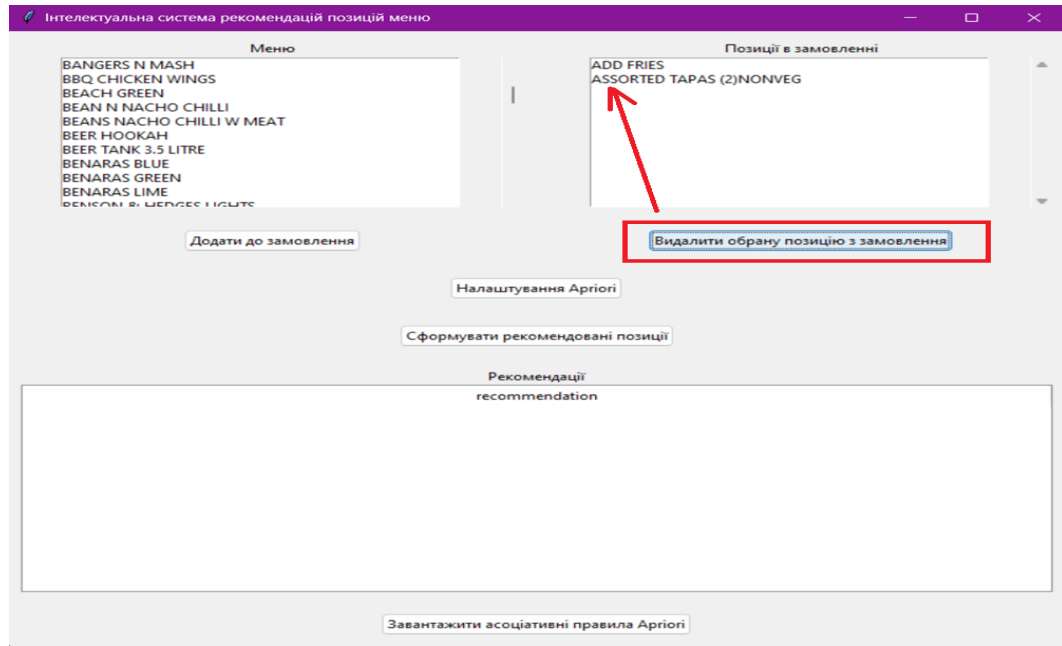 Інтелектуальна система рекомендацій позицій меню
Меню
BANGERS N MASH
BBQ CHICKEN WINGS
BEACH GREEN
BEAN N NACHO CHILLI
BEANS NACHO CHILLI W MEAT
BEER HOOKAH
BEER TANK 3.5 LITRE
BENARAS BLUE
BENARAS GREEN
BENARAS LIME
BENSON & HEDGES LIGHTS
Позиції в замовленні
ADD FRIES
ASSORTED TAPAS (2)NONVEG
Додати до замовлення
Видалити обрану позицію з замовлення
Налаштування Apriori
Сформувати рекомендовані позиції
Рекомендації
recommendation
Завантажити асоціативні правила Apriori